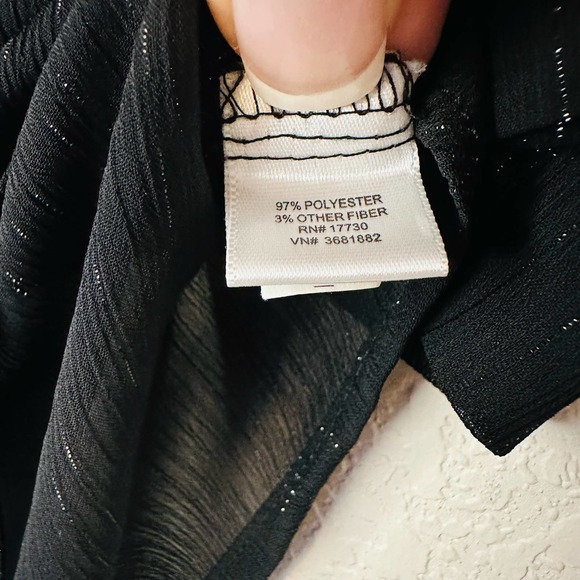 97% POLYESTER
3% OTHER FIBER
RN# 17730
VN# 3681882